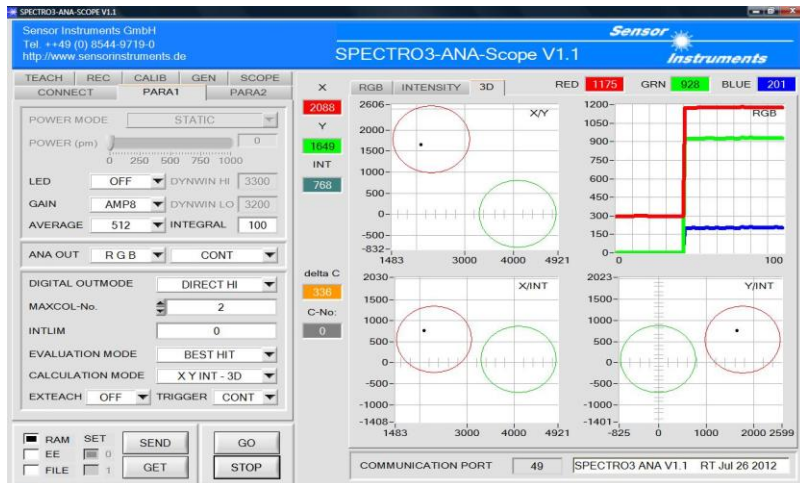 SPECTRO3-ANA-SCOPE V1.1
Sensor Instruments GmbH
Tel. ++49 (0) 8544-9719-0
http://www.sensorinstruments.de
SPECTRO3-ANA-Scope V1.1
Sensor
Instruments
TEACH REC CALIB GEN SCOPE
CONNECT PARA1 PARA2
POWER MODE STATIC
POWER (pm) 0
0 250 500 750 1000
LED OFF DYNWIN HI 3300
GAIN AMP8 DYNWIN LO 3200
AVERAGE 512 INTEGRAL 100
ANA OUT R G B CONT
DIGITAL OUTMODE DIRECT HI
MAXCOL-No. 2
INTLIM 0
EVALUATION MODE BEST HIT
CALCULATION MODE X Y INT - 3D
EXTEACH OFF TRIGGER CONT
RAM SET SEND GO
EE 0
FILE 1 GET STOP
X
2088
Y
1649
INT
768
delta C
336
C-No:
0
RGB INTENSITY 3D RED 1175 GRN 928 BLUE 201
X/Y
2606
2000
1500
1000
500
0
-500
-832
1483 3000 4000 4921
RGB
1200
1050
900
750
600
450
300
150
0
0 100
X/INT
2030
1500
1000
500
0
-500
-1000
-1408
1483 3000 4000 4921
Y/INT
2023
1500
1000
500
0
-500
-1000
-1401
-825 0 1000 2000 2599
COMMUNICATION PORT 49 SPECTRO3 ANA V1.1 RT Jul 26 2012